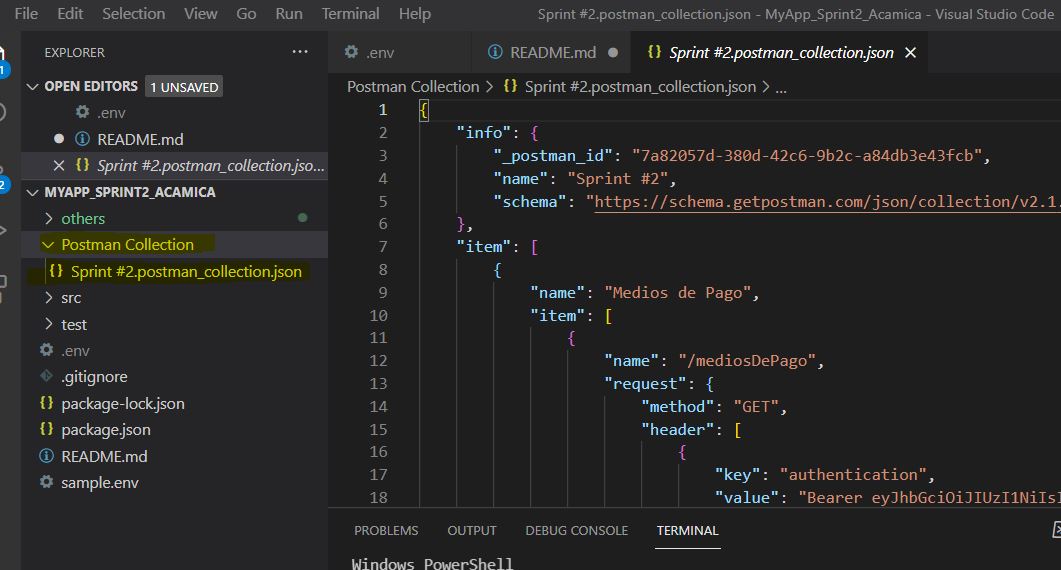 File Edit Selection View Go Run Terminal Help Sprint #2.postman_collection.json - MyApp_Sprint2_Acamica - Visual Studio Code
EXPLORER ...
OPEN EDITORS 1 UNSAVED
.env
README.md
Sprint #2.postman_collection.jso...
MYAPP_SPRINT2_ACAMICA
others
Postman Collection
{} Sprint #2.postman_collection.json
src
test
.env
.gitignore
{} package-lock.json
{} package.json
README.md
sample.env
1
2
.env README.md {} Sprint #2.postman_collection.json
Postman Collection > {} Sprint #2.postman_collection.json > ...
1 {
2 "info": {
3 "_postman_id": "7a82057d-380d-42c6-9b2c-a84db3e43fcb",
4 "name": "Sprint #2",
5 "schema": "https://schema.getpostman.com/json/collection/v2.1.
6 },
7 "item": [
8 {
9 "name": "Medios de Pago",
10 "item": [
11 {
12 "name": "/mediosDePago",
13 "request": {
14 "method": "GET",
15 "header": [
16 {
17 "key": "authentication",
18 "value": "Bearer eyJhbGciOiJIUzI1NiIsI
PROBLEMS OUTPUT DEBUG CONSOLE TERMINAL
Windows PowerShell